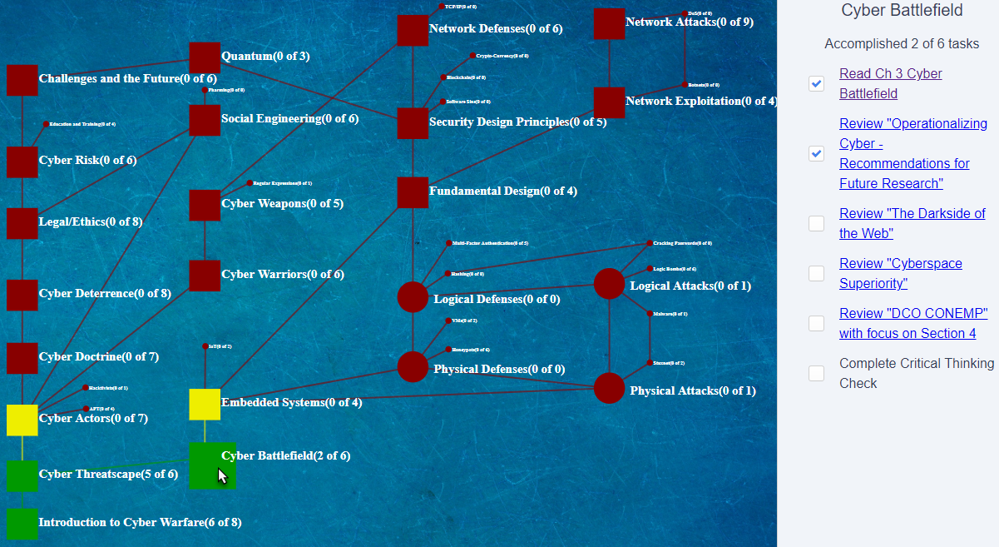 TCP/IP(0 of 0)
Network Defenses(0 of 6)
DoS(0 of 0)
Network Attacks(0 of 9)
Quantum(0 of 3)
Crypto-Currency(0 of 0)
Challenges and the Future(0 of 6)
Blockchain(0 of 0)
Pharming(0 of 0)
Botnets(0 of 0)
Software Sins(0 of 0)
Network Exploitation(0 of 4)
Social Engineering(0 of 6)
Security Design Principles(0 of 5)
Education and Training(0 of 4)
Cyber Risk(0 of 6)
Regular Expressions(0 of 1)
Fundamental Design(0 of 4)
Cyber Weapons(0 of 5)
Legal/Ethics(0 of 8)
Multi-Factor Authentication(0 of 5)
Cracking Passwords(0 of 0)
Hashing(0 of 0)
Logic Bombs(0 of 6)
Cyber Warriors(0 of 6)
Logical Attacks(0 of 1)
Cyber Deterrence(0 of 8)
Logical Defenses(0 of 0)
Malware(0 of 1)
VMs(0 of 2)
IoT(0 of 2)
Honeypots(0 of 6)
Cyber Doctrine(0 of 7)
Stuxnet(0 of 2)
Physical Defenses(0 of 0)
Hacktivists(0 of 1)
Physical Attacks(0 of 1)
Embedded Systems(0 of 4)
APT(0 of 4)
Cyber Actors(0 of 7)
Cyber Battlefield(2 of 6)
Cyber Threatscape(5 of 6)
Introduction to Cyber Warfare(6 of 8)
Cyber Battlefield
Accomplished 2 of 6 tasks
Read Ch 3 Cyber
Battlefield
Review "Operationalizing
Cyber -
Recommendations for
Future Research"
Review "The Darkside of
the Web"
Review "Cyberspace
Superiority"
Review "DCO CONEMP"
with focus on Section 4
Complete Critical Thinking
Check